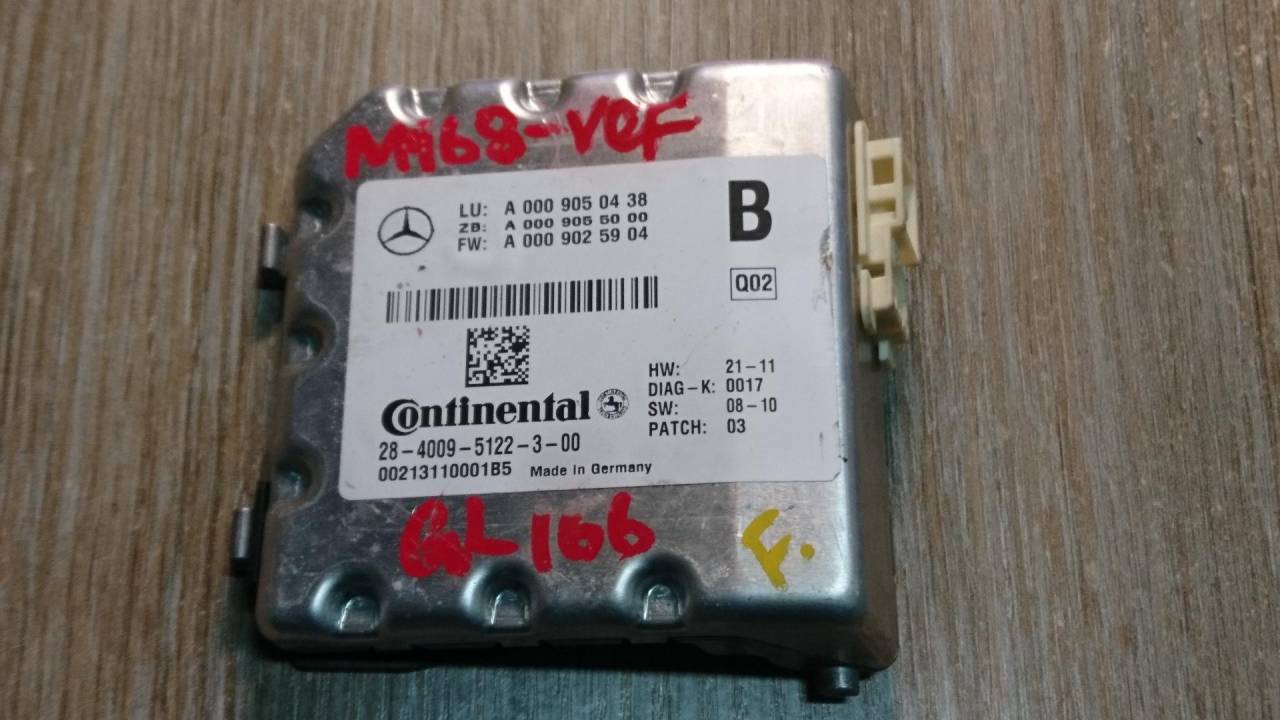 M168-VeF
LU: A 000 905 04 38
ZB: A 000 905 50 00
FW: A 000 902 59 04
B
Q02
Continental
28-4009-5122-3-00
00213110001B5 Made in Germany
HW: 21-11
DIAG-K: 0017
SW: 08-10
PATCH: 03
GL 166
F.